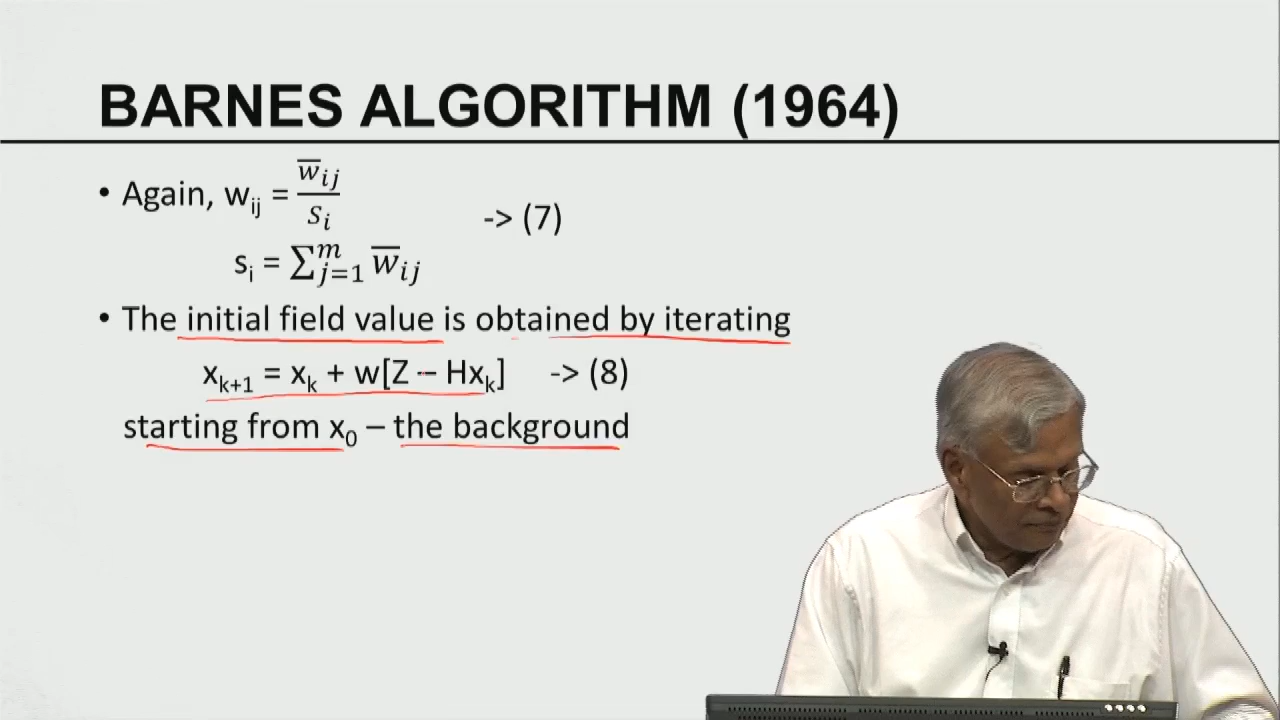 BARNES ALGORITHM (1964)
• Again, wᵢⱼ = w̅ᵢⱼ / sᵢ
-> (7)
sᵢ = ∑ᵐⱼ₌₁ w̅ᵢⱼ
• The initial field value is obtained by iterating
xₖ₊₁ = xₖ + w[Z – Hxₖ] -> (8)
starting from x₀ – the background